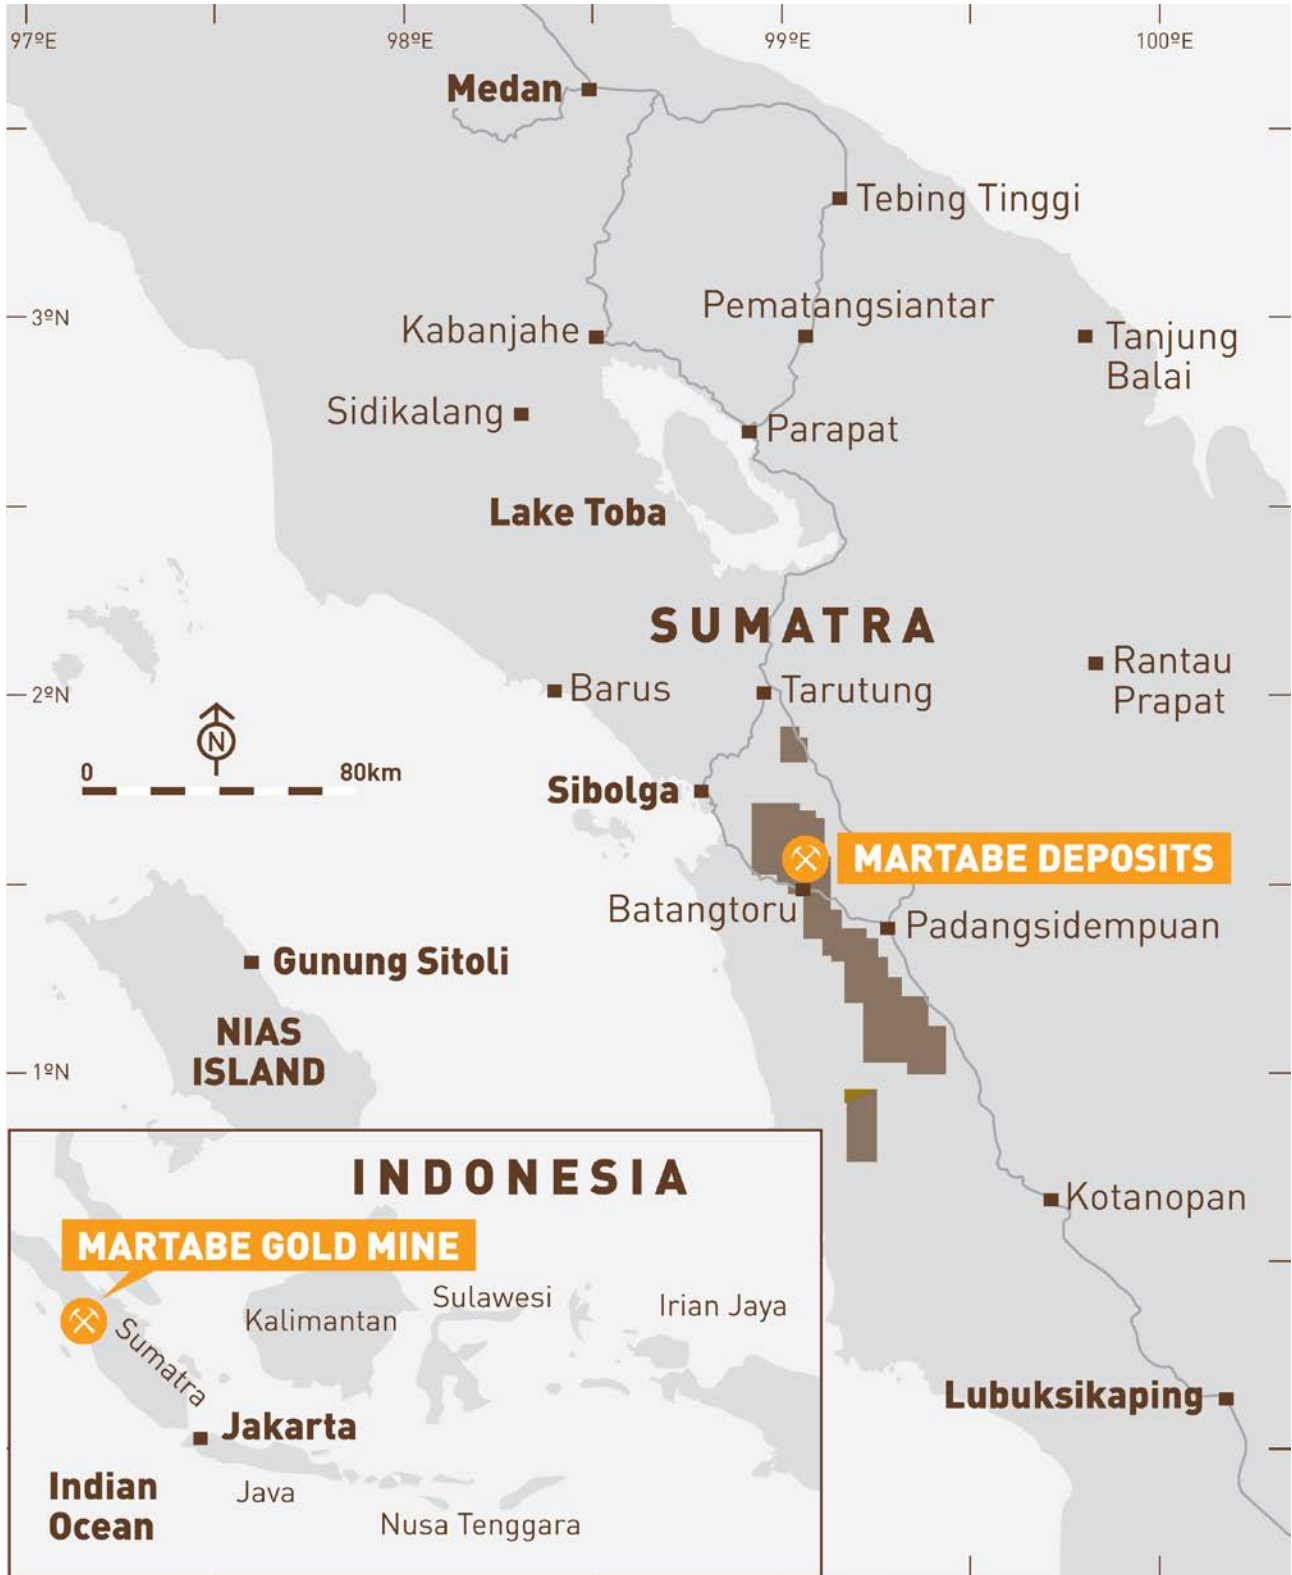 97ºE
98ºE
99ºE
100ºE
Medan
Tebing Tinggi
3ºN
Pematangsiantar
Kabanjahe
Tanjung
Balai
Sidikalang
Parapat
Lake Toba
SUMATRA
Rantau
Prapat
2ºN
Barus
Tarutung
N
0
80km
Sibolga
MARTABE DEPOSITS
Batangtoru
Padangsidempuan
Gunung Sitoli
NIAS
ISLAND
1ºN
INDONESIA
Kotanopan
MARTABE GOLD MINE
Sulawesi
Irian Jaya
Kalimantan
Sumatra
Lubuksikaping
Jakarta
Indian
Ocean
Java
Nusa Tenggara